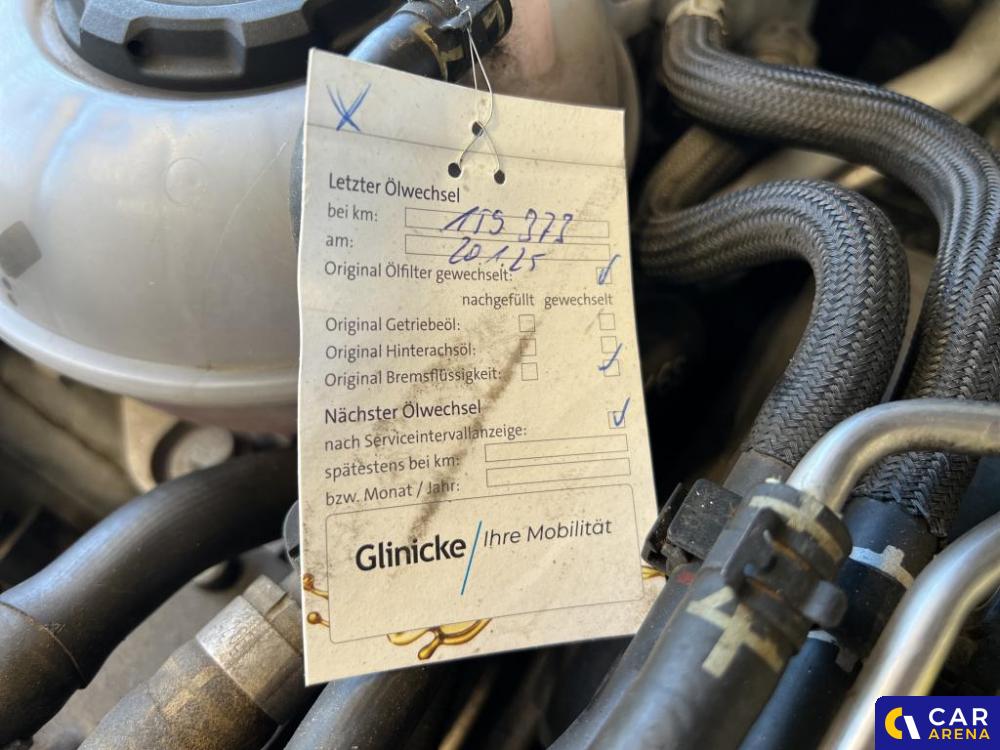 X
Letzter Ölwechsel
bei km: 159 373
am: 20.1.25
Original Ölfilter gewechselt: ✓
nachgefüllt gewechselt
Original Getriebeöl:
Original Hinterachsöl:
Original Bremsflüssigkeit: ✓
Nächster Ölwechsel
nach Serviceintervallanzeige: ✓
spätestens bei km:
bzw. Monat / Jahr:
Glinicke / Ihre Mobilität
CAR
ARENA